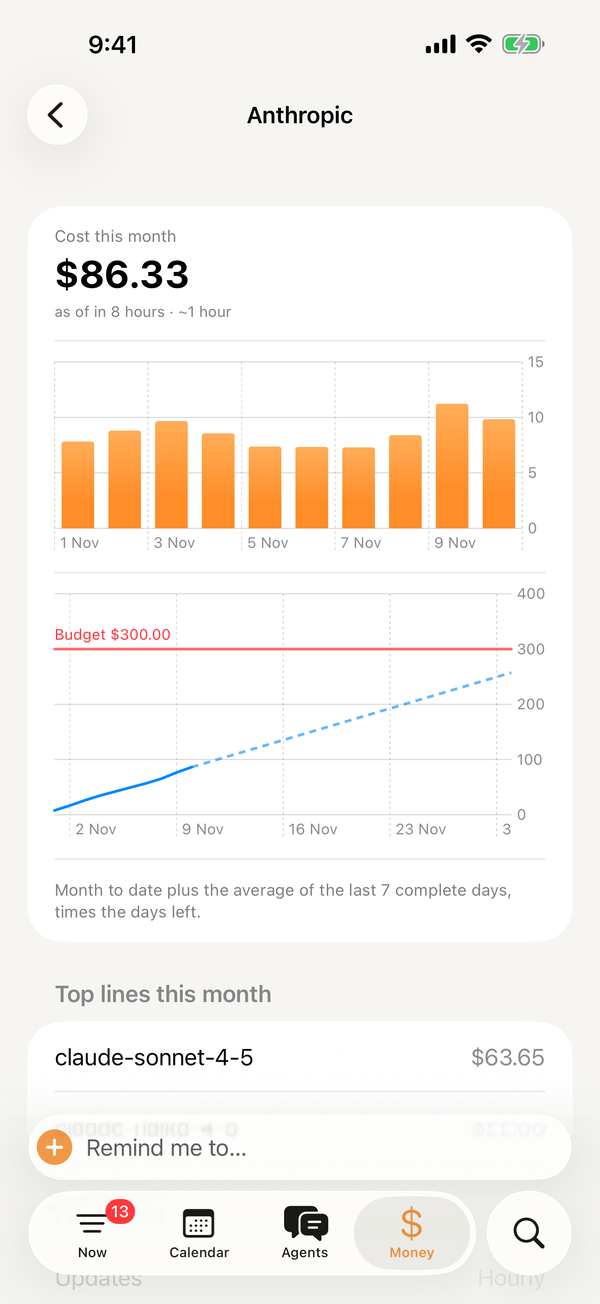 9:41
Anthropic
Cost this month
$86.33
as of in 8 hours · ~1 hour
15
10
5
0
1 Nov
3 Nov
5 Nov
7 Nov
9 Nov
400
Budget $300.00
300
200
100
0
2 Nov
9 Nov
16 Nov
23 Nov
3
Month to date plus the average of the last 7 complete days,
times the days left.
Top lines this month
claude-sonnet-4-5
$63.65
Remind me to...
13
Now
Calendar
Agents
$
Money
Updates
Hourly